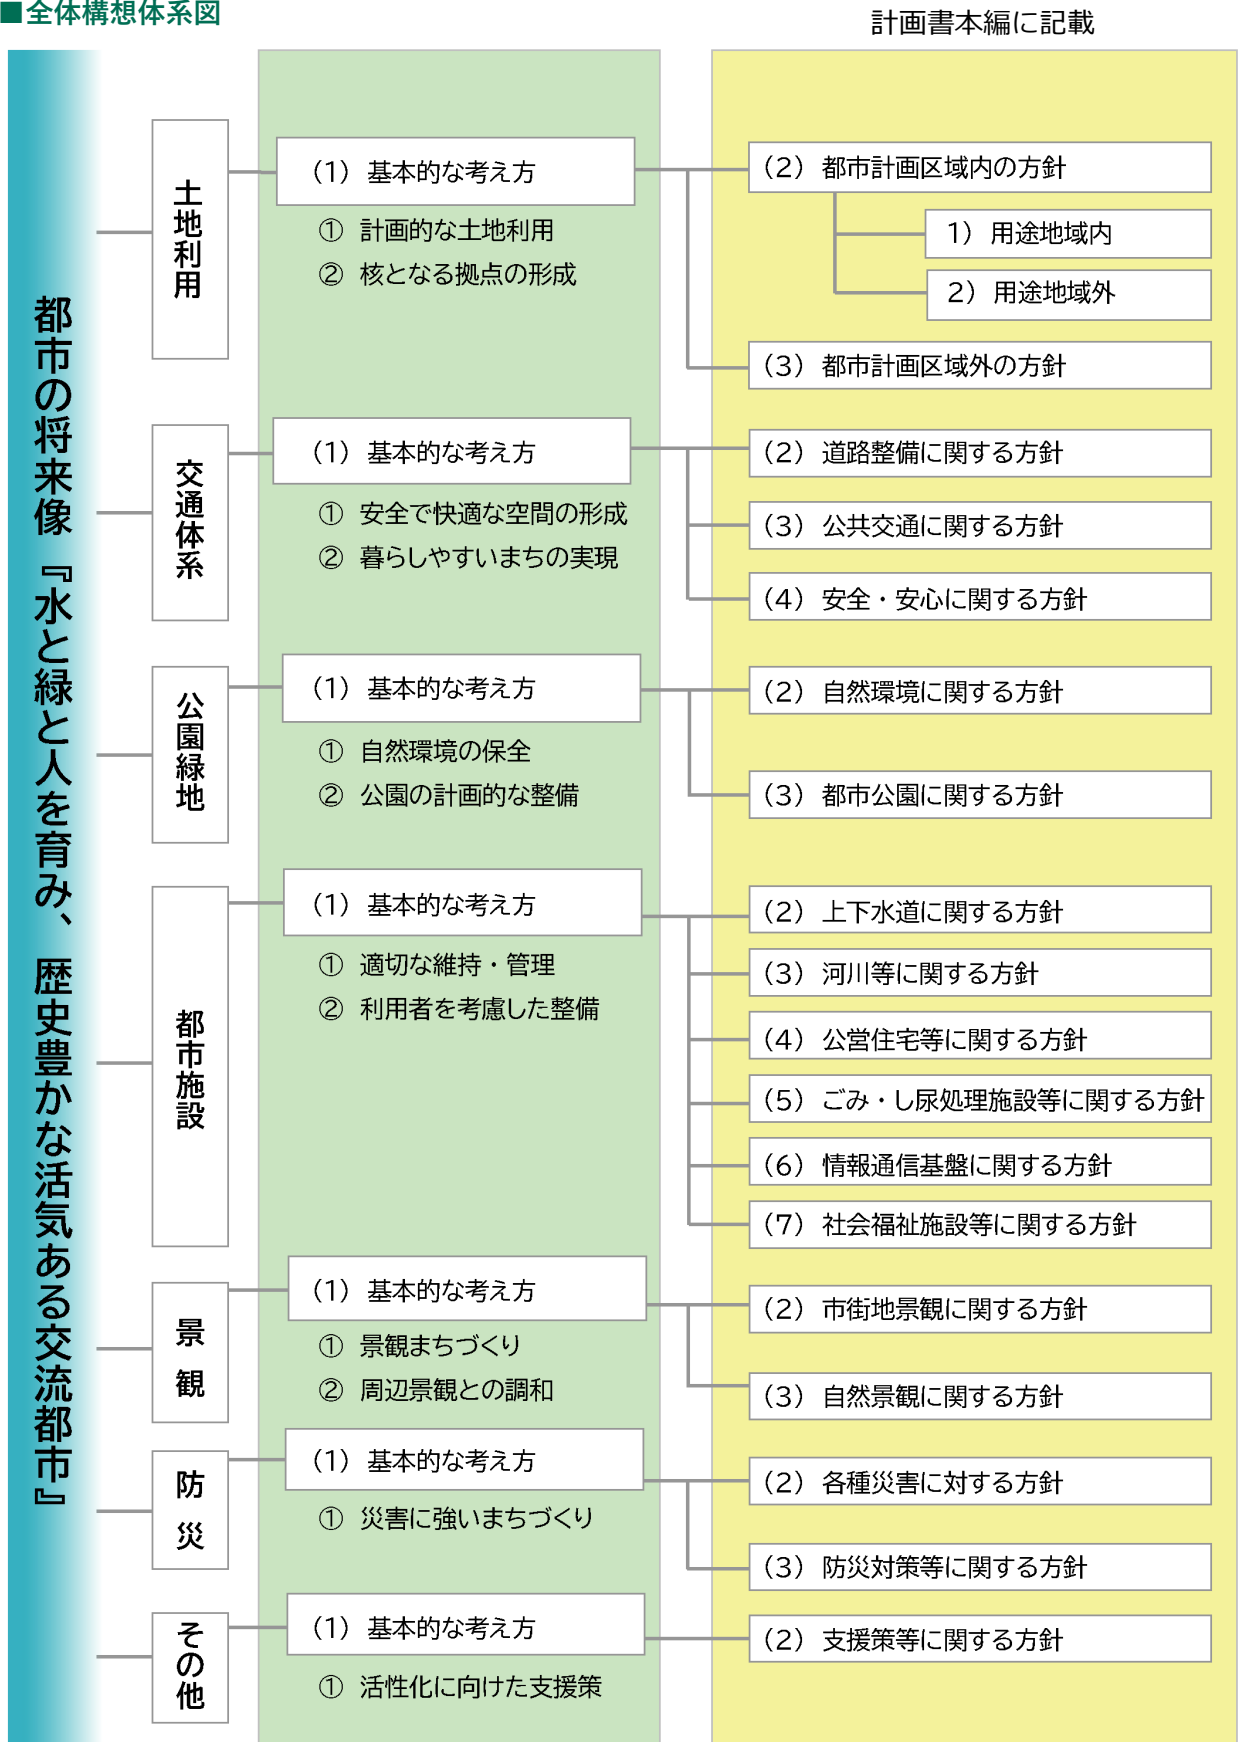 ■全体構想体系図
計画書本編に記載
都市の将来像『水と緑と人を育み、歴史豊かな活気ある交流都市』
土地利用
（1）基本的な考え方
① 計画的な土地利用
② 核となる拠点の形成
（2）都市計画区域内の方針
1）用途地域内
2）用途地域外
（3）都市計画区域外の方針
交通体系
（1）基本的な考え方
① 安全で快適な空間の形成
② 暮らしやすいまちの実現
（2）道路整備に関する方針
（3）公共交通に関する方針
（4）安全・安心に関する方針
公園緑地
（1）基本的な考え方
① 自然環境の保全
② 公園の計画的な整備
（2）自然環境に関する方針
（3）都市公園に関する方針
都市施設
（1）基本的な考え方
① 適切な維持・管理
② 利用者を考慮した整備
（2）上下水道に関する方針
（3）河川等に関する方針
（4）公営住宅等に関する方針
（5）ごみ・し尿処理施設等に関する方針
（6）情報通信基盤に関する方針
（7）社会福祉施設等に関する方針
景観
（1）基本的な考え方
① 景観まちづくり
② 周辺景観との調和
（2）市街地景観に関する方針
（3）自然景観に関する方針
防災
（1）基本的な考え方
① 災害に強いまちづくり
（2）各種災害に対する方針
（3）防災対策等に関する方針
その他
（1）基本的な考え方
① 活性化に向けた支援策
（2）支援策等に関する方針